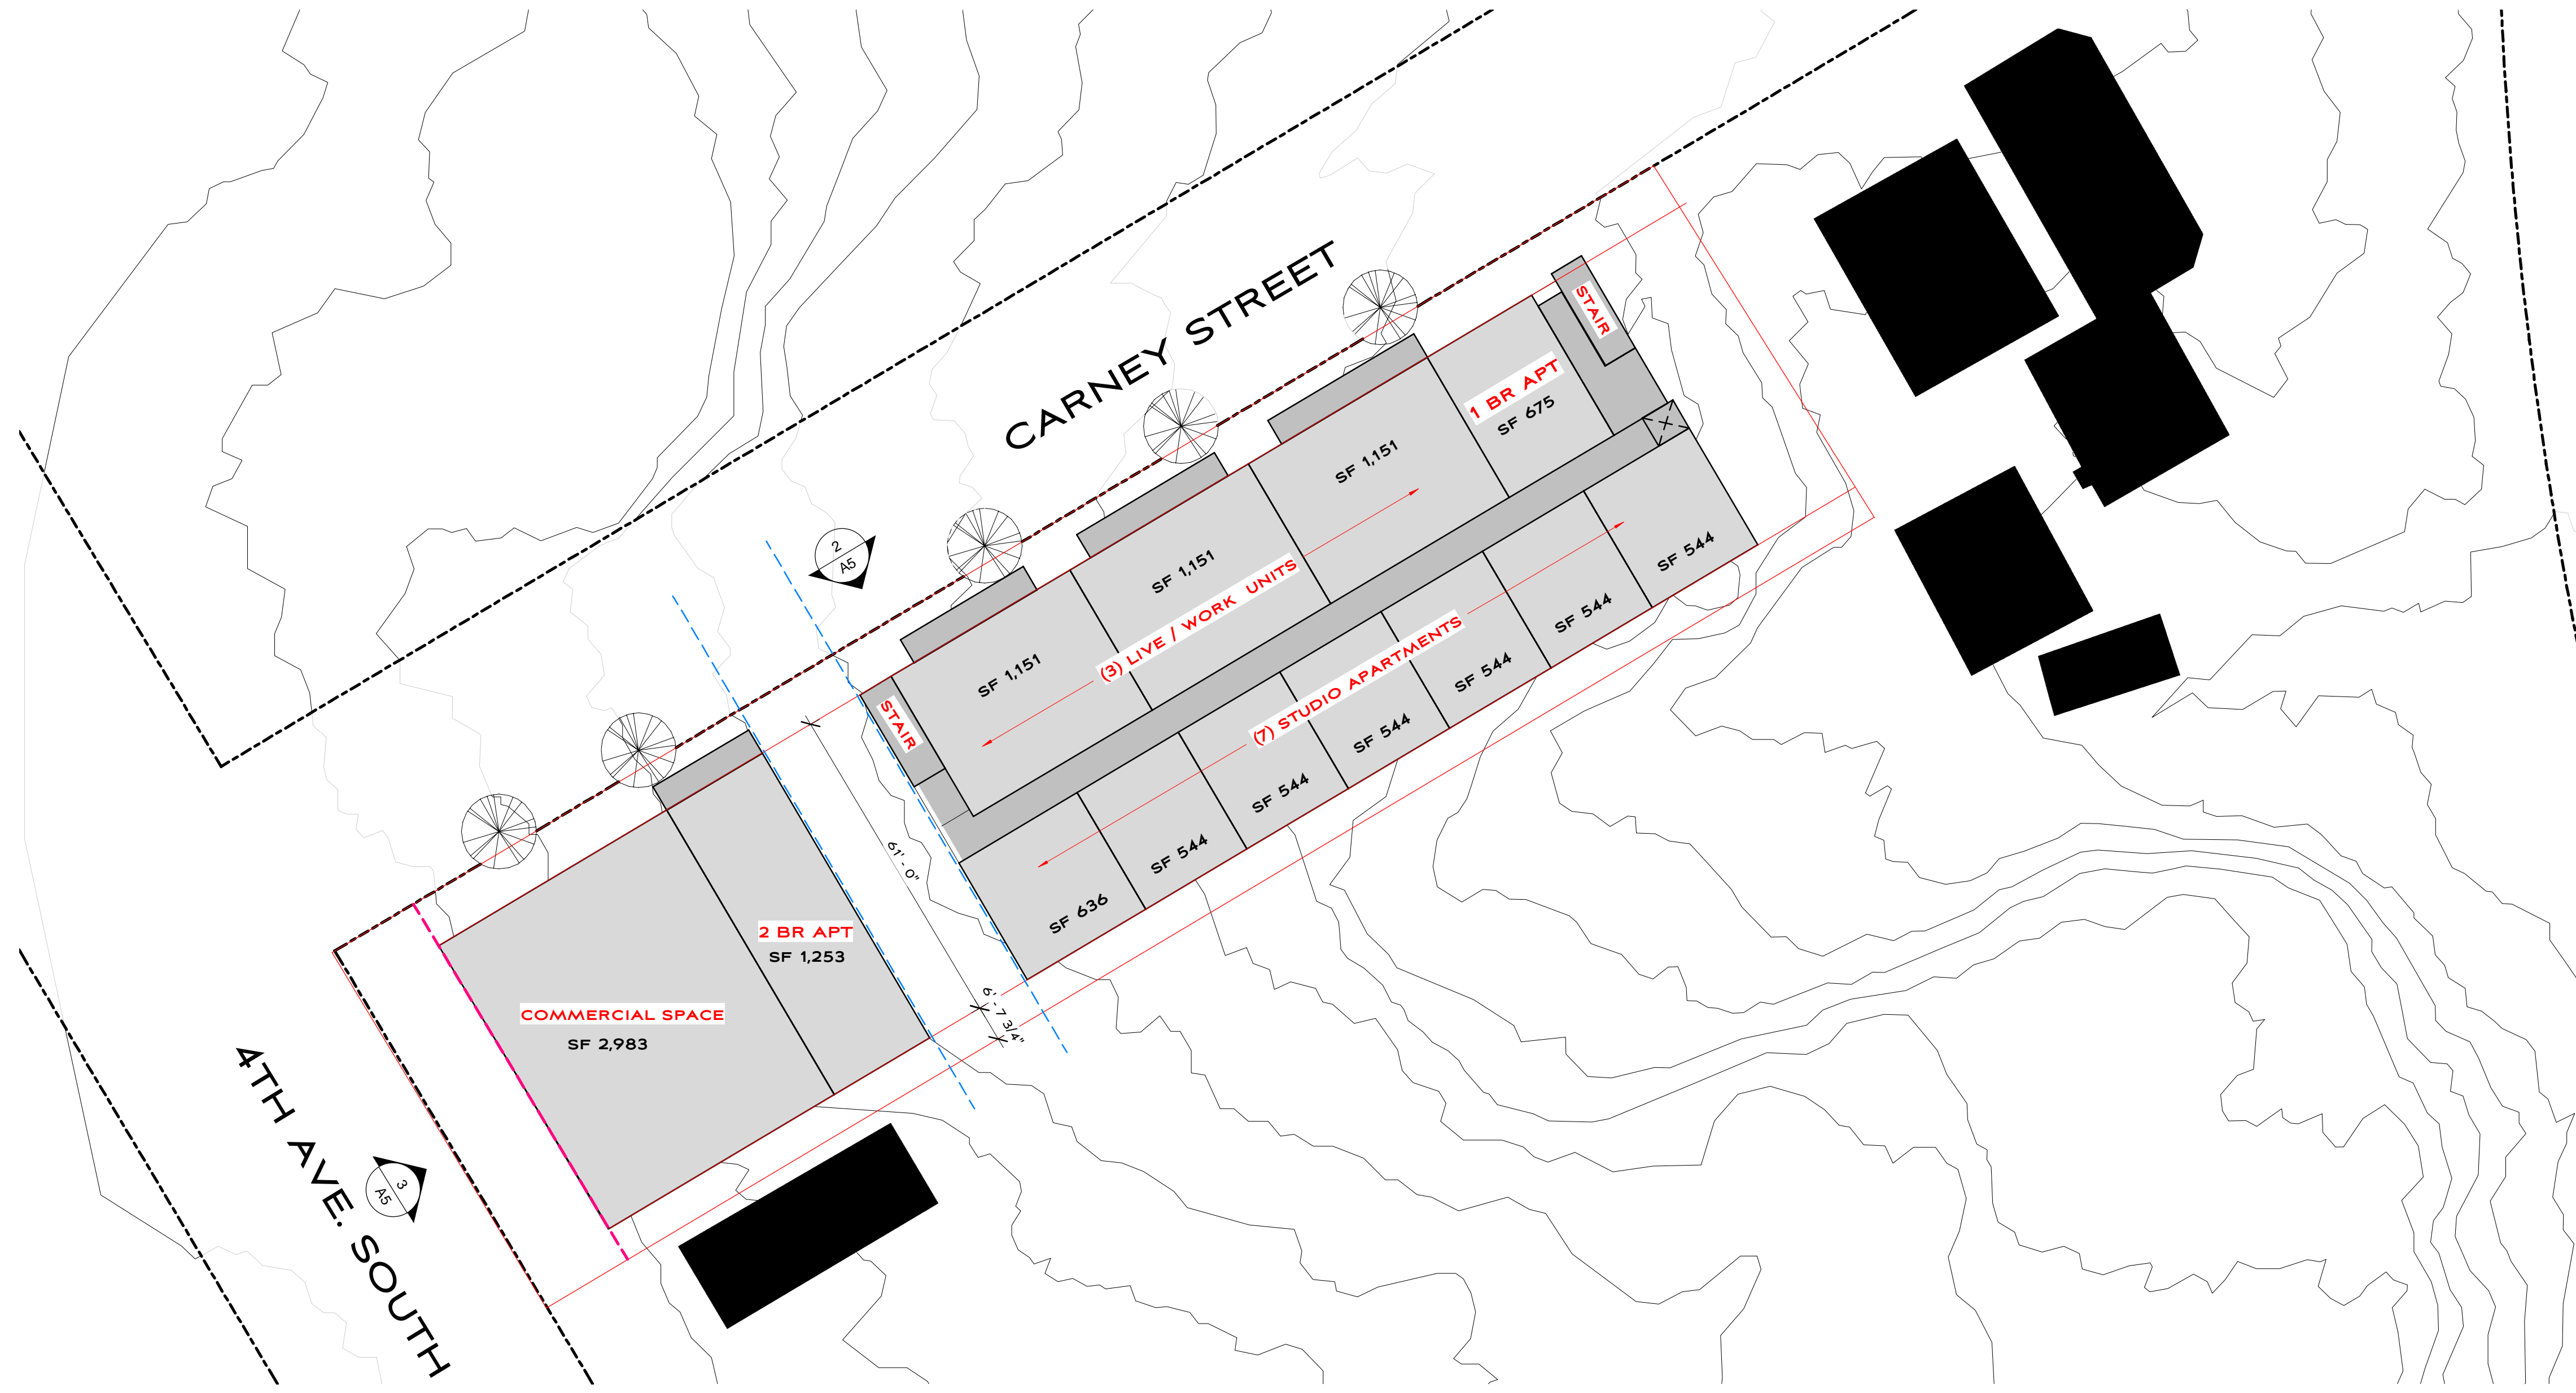 CARNEY STREET
STAIR
1 BR APT
SF 675
SF 1,151
SF 1,151
SF 1,151
(3) LIVE / WORK UNITS
2
A5
STAIR
SF 544
SF 544
SF 544
SF 544
SF 544
SF 544
SF 636
(7) STUDIO APARTMENTS
61' - 0"
6' - 7 3/4"
2 BR APT
SF 1,253
COMMERCIAL SPACE
SF 2,983
4TH AVE. SOUTH
3
A5